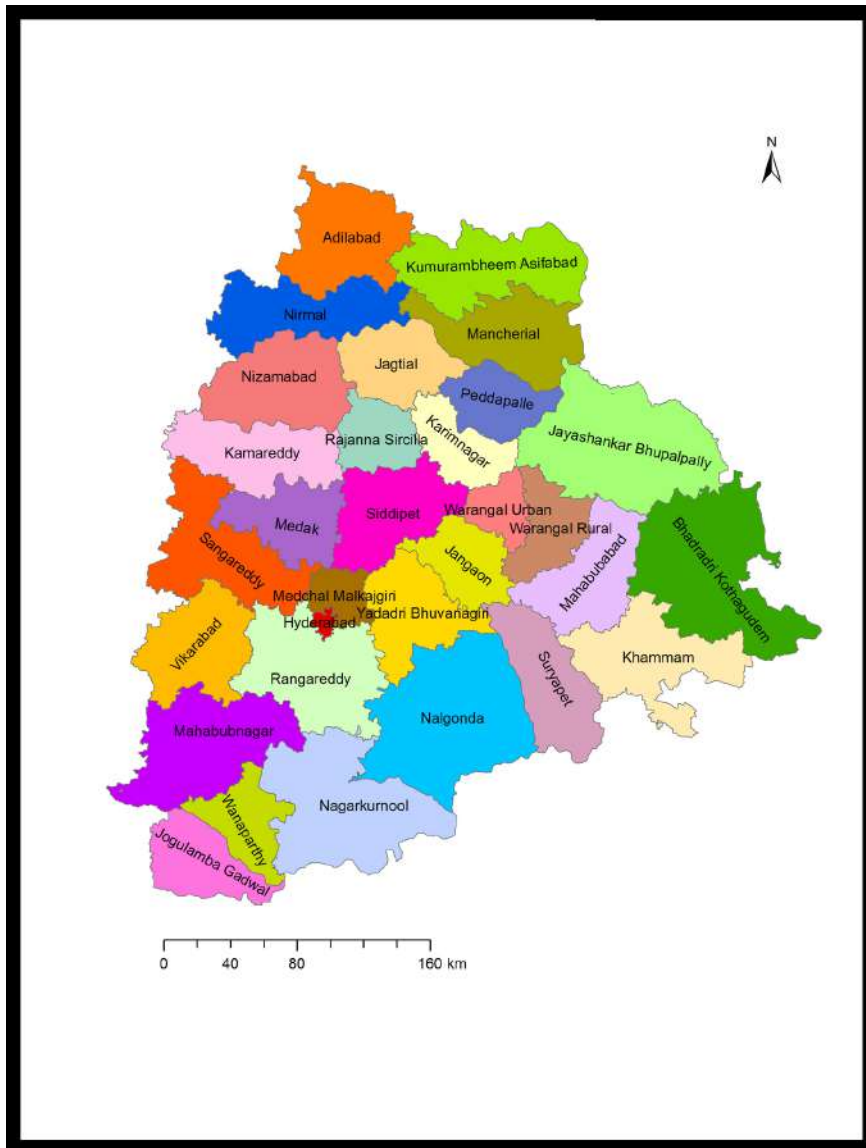 N
Adilabad
Kumurambheem Asifabad
Nirmal
Mancherial
Jagtial
Nizamabad
Peddapalle
Rajanna Sircilla
Karimnagar
Jayashankar Bhupalpally
Kamareddy
Siddipet
Warangal Urban
Warangal Rural
Medak
Jangaon
Sangareddy
Mahabubabad
Bhadradri Kothagudem
Medchal Malkajgiri
Yadadri Bhuvanagiri
Hyderabad
Vikarabad
Khammam
Rangareddy
Suryapet
Nalgonda
Mahabubnagar
Nagarkurnool
Wanaparthy
Jogulamba Gadwal
0 40 80 160 km